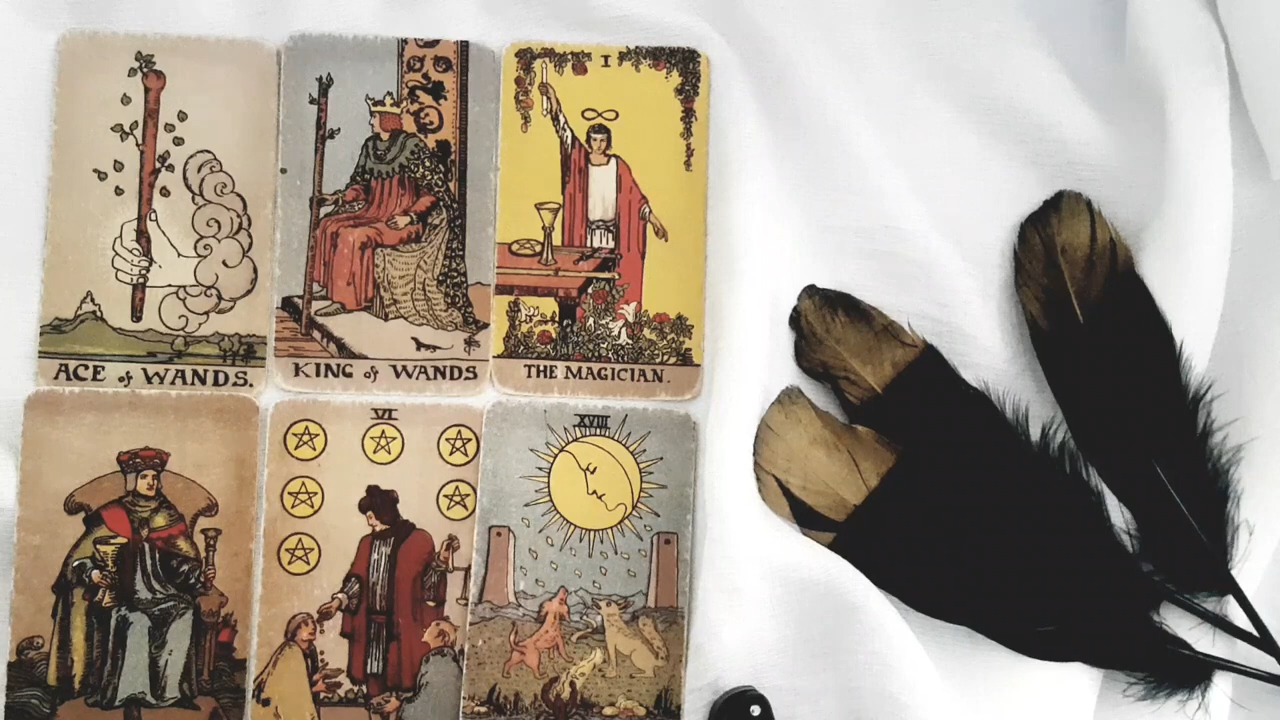 I
ACE of WANDS.
KING of WANDS
THE MAGICIAN.
VI
XVIII